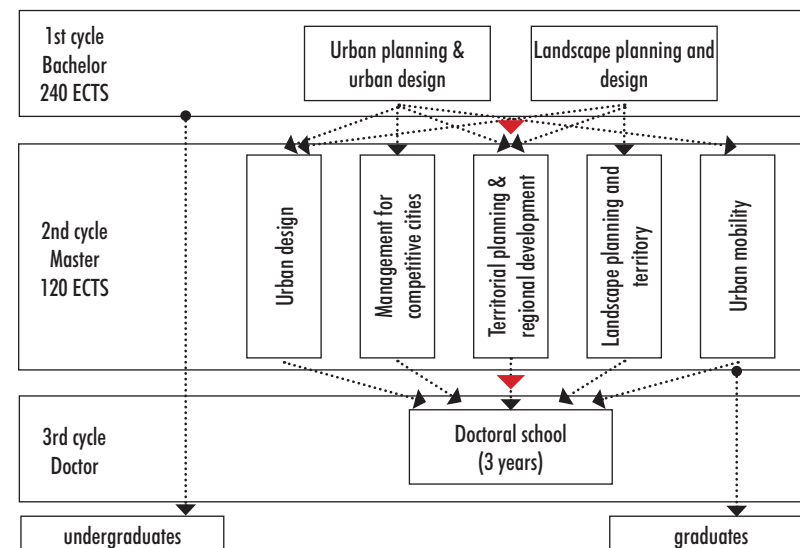 1st cycle
Bachelor
240 ECTS
Urban planning &
urban design
Landscape planning and
design
2nd cycle
Master
120 ECTS
Urban design
Management for
competitive cities
Territorial planning &
regional development
Landscape planning and
territory
Urban mobility
3rd cycle
Doctor
Doctoral school
(3 years)
undergraduates
graduates